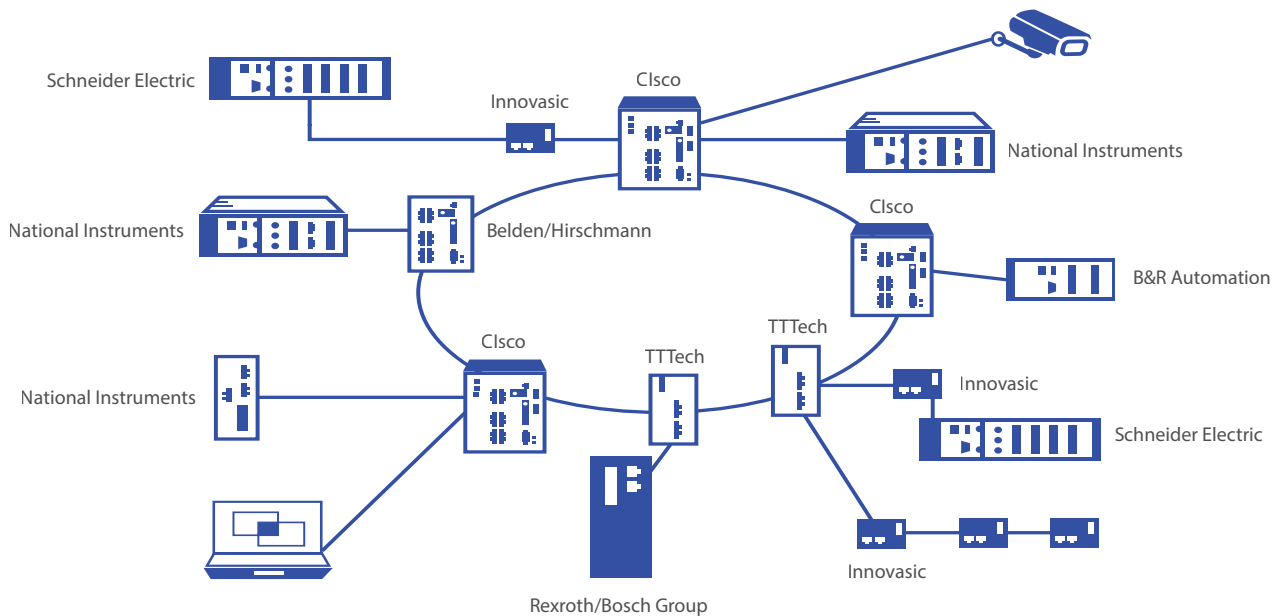 CIsco
Schneider Electric
Innovasic
National Instruments
CIsco
National Instruments
Belden/Hirschmann
B&R Automation
TTTech
CIsco
TTTech
Innovasic
National Instruments
Schneider Electric
Innovasic
Rexroth/Bosch Group